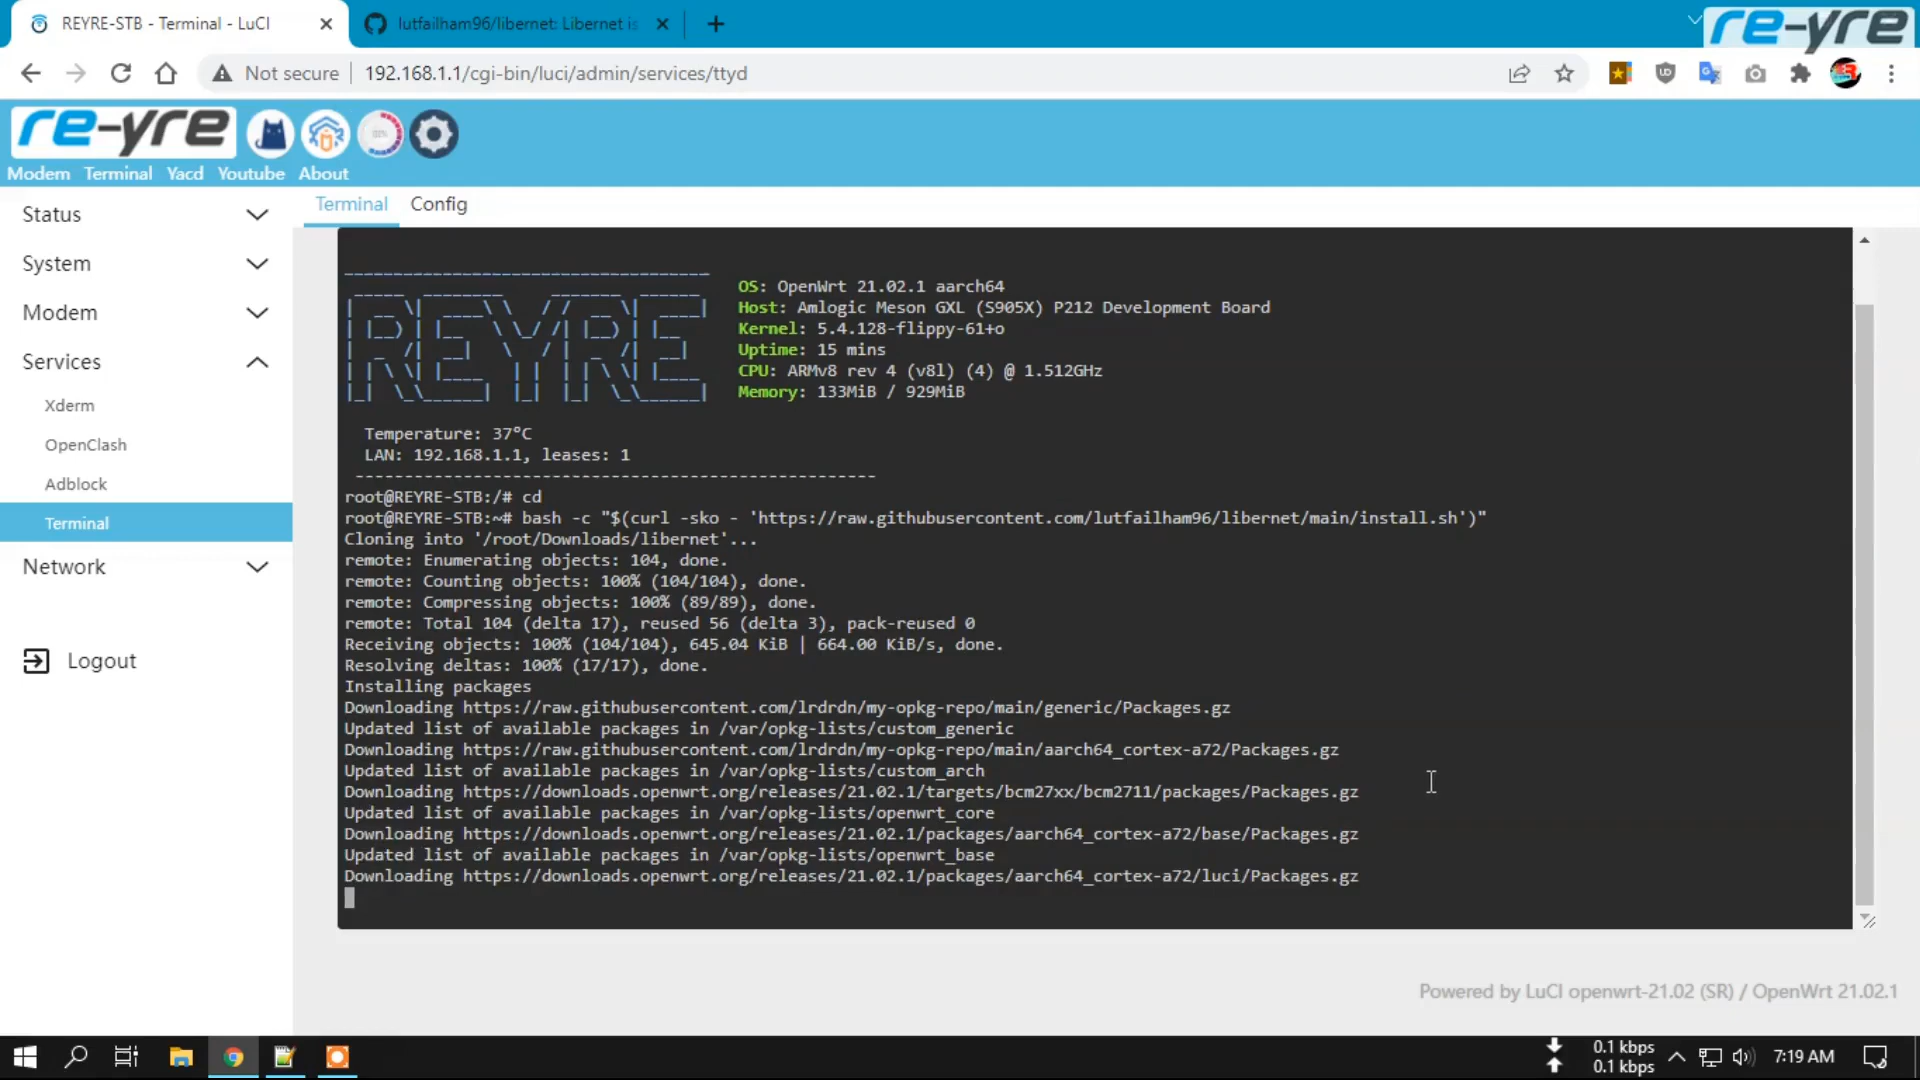 REYRE-STB - Terminal - LuCI
lutfailham96/libernet: Libernet is
re-yre
Not secure
192.168.1.1/cgi-bin/luci/admin/services/ttyd
re-yre
Modem Terminal Yacd Youtube About
Status
System
Modem
Services
Xderm
OpenClash
Adblock
Terminal
Network
Logout
Terminal Config
OS: OpenWrt 21.02.1 aarch64
Host: Amlogic Meson GXL (S905X) P212 Development Board
Kernel: 5.4.128-flippy-61+o
Uptime: 15 mins
CPU: ARMv8 rev 4 (v8l) (4) @ 1.512GHz
Memory: 133MiB / 929MiB
REYRE
Temperature: 37°C
LAN: 192.168.1.1, leases: 1
-----------------------------------------------------
root@REYRE-STB:/# cd
root@REYRE-STB:~# bash -c "$(curl -sko - 'https://raw.githubusercontent.com/lutfailham96/libernet/main/install.sh')"
Cloning into '/root/Downloads/libernet'...
remote: Enumerating objects: 104, done.
remote: Counting objects: 100% (104/104), done.
remote: Compressing objects: 100% (89/89), done.
remote: Total 104 (delta 17), reused 56 (delta 3), pack-reused 0
Receiving objects: 100% (104/104), 645.04 KiB | 664.00 KiB/s, done.
Resolving deltas: 100% (17/17), done.
Installing packages
Downloading https://raw.githubusercontent.com/lrdrdn/my-opkg-repo/main/generic/Packages.gz
Updated list of available packages in /var/opkg-lists/custom_generic
Downloading https://raw.githubusercontent.com/lrdrdn/my-opkg-repo/main/aarch64_cortex-a72/Packages.gz
Updated list of available packages in /var/opkg-lists/custom_arch
Downloading https://downloads.openwrt.org/releases/21.02.1/targets/bcm27xx/bcm2711/packages/Packages.gz
Updated list of available packages in /var/opkg-lists/openwrt_core
Downloading https://downloads.openwrt.org/releases/21.02.1/packages/aarch64_cortex-a72/base/Packages.gz
Updated list of available packages in /var/opkg-lists/openwrt_base
Downloading https://downloads.openwrt.org/releases/21.02.1/packages/aarch64_cortex-a72/luci/Packages.gz
Powered by LuCI openwrt-21.02 (SR) / OpenWrt 21.02.1
0.1 kbps
0.1 kbps
7:19 AM